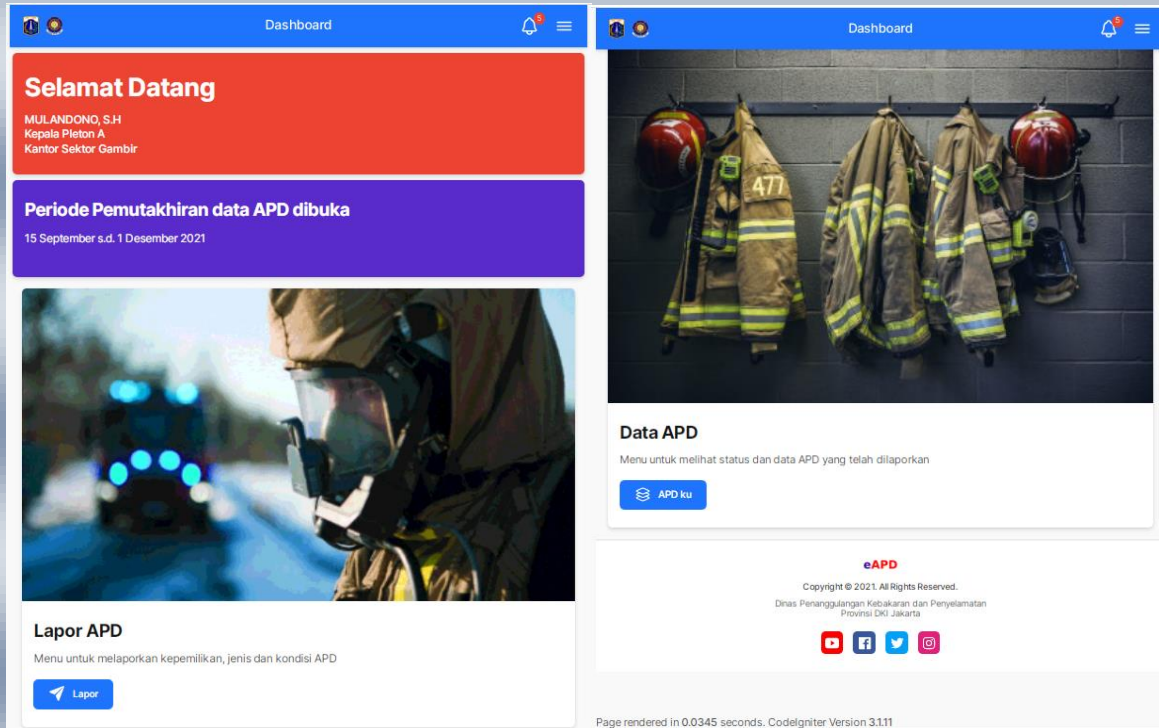 Dashboard
5
Selamat Datang
MULANDONO, S.H
Kepala Pleton A
Kantor Sektor Gambir
Periode Pemutakhiran data APD dibuka
15 September s.d. 1 Desember 2021
Lapor APD
Menu untuk melaporkan kepemilikan, jenis dan kondisi APD
Lapor
Dashboard
5
477
Data APD
Menu untuk melihat status dan data APD yang telah dilaporkan
APD ku
eAPD
Copyright © 2021. All Rights Reserved.
Dinas Penanggulangan Kebakaran dan Penyelamatan
Provinsi DKI Jakarta
Page rendered in 0.0345 seconds. CodeIgniter Version 3.1.11